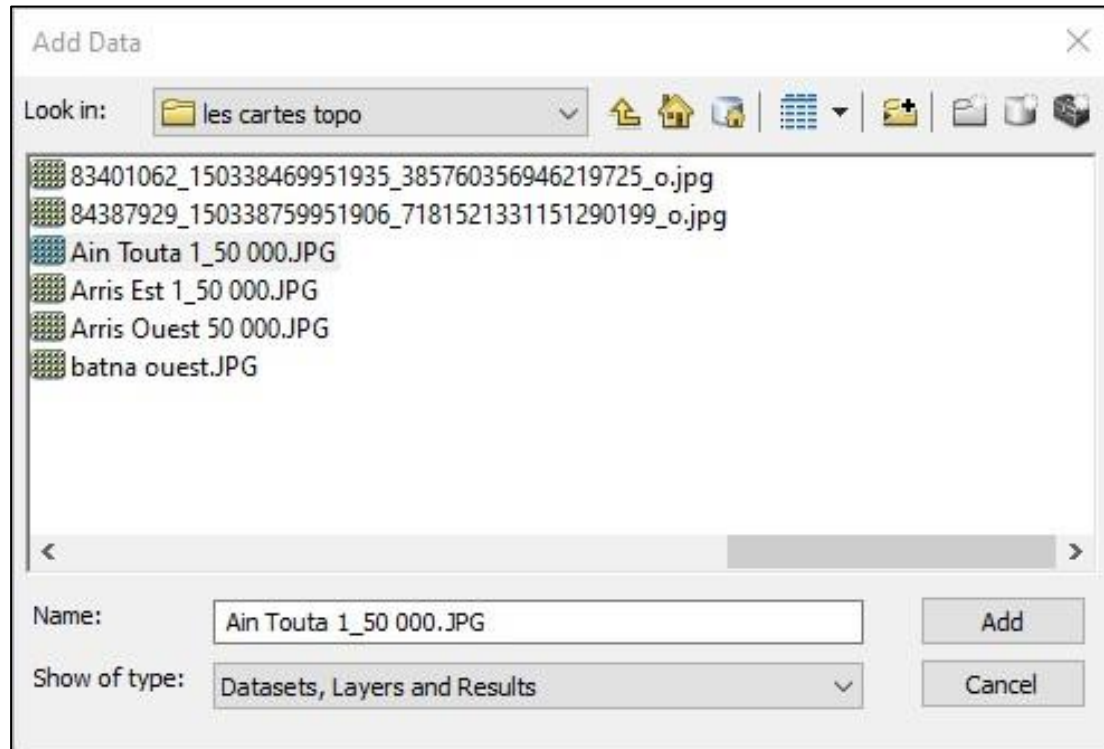 Add Data
Look in: les cartes topo
83401062_150338469951935_385760356946219725_o.jpg
84387929_150338759951906_7181521331151290199_o.jpg
Ain Touta 1_50 000.JPG
Arris Est 1_50 000.JPG
Arris Ouest 50 000.JPG
batna ouest.JPG
Name: Ain Touta 1_50 000.JPG Add
Show of type: Datasets, Layers and Results Cancel